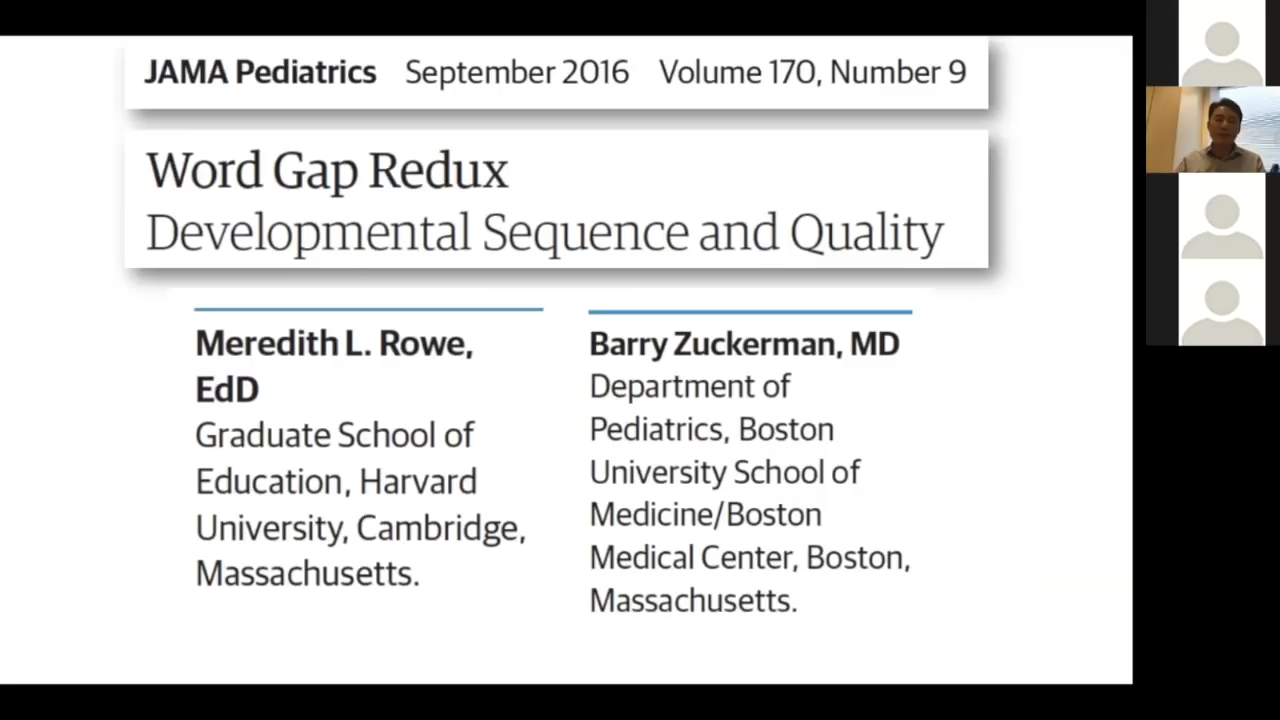 JAMA Pediatrics September 2016 Volume 170, Number 9
Word Gap Redux
Developmental Sequence and Quality
Meredith L. Rowe,
EdD
Graduate School of
Education, Harvard
University, Cambridge,
Massachusetts.
Barry Zuckerman, MD
Department of
Pediatrics, Boston
University School of
Medicine/Boston
Medical Center, Boston,
Massachusetts.